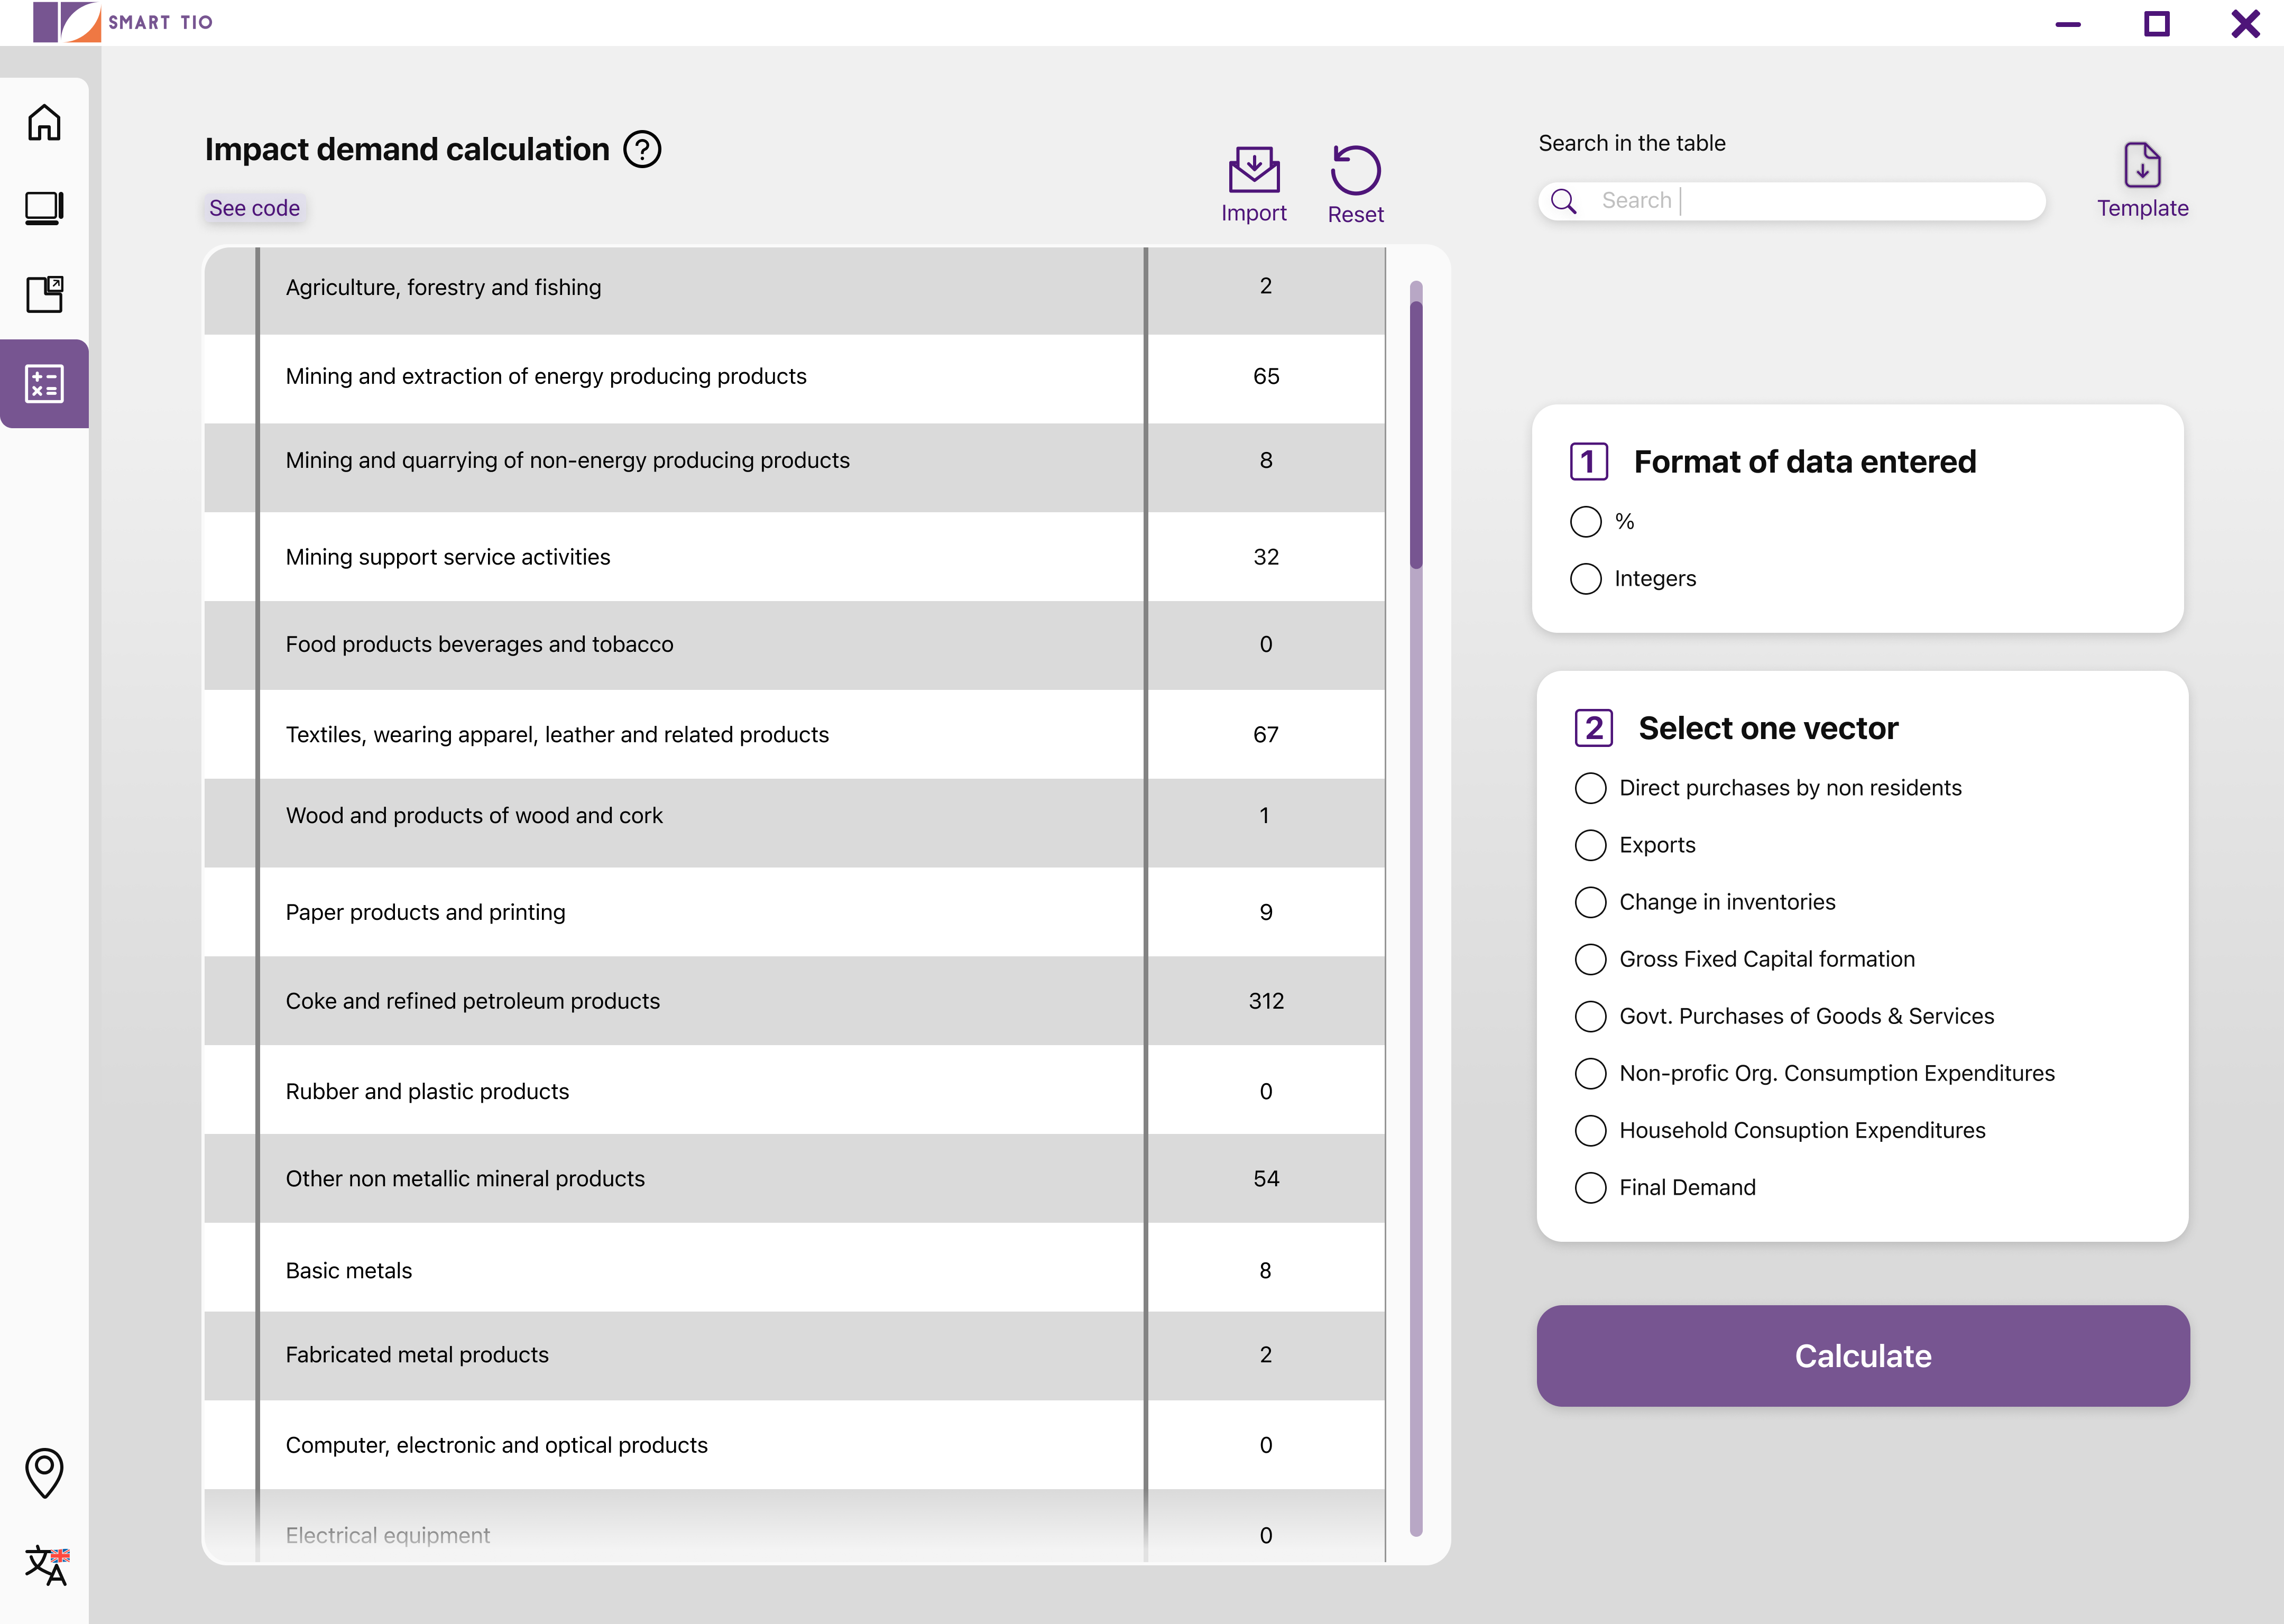 SMART TIO
Impact demand calculation ?
See code
Import
Reset
Search in the table
Search
Template
Agriculture, forestry and fishing 2
Mining and extraction of energy producing products 65
Mining and quarrying of non-energy producing products 8
Mining support service activities 32
Food products beverages and tobacco 0
Textiles, wearing apparel, leather and related products 67
Wood and products of wood and cork 1
Paper products and printing 9
Coke and refined petroleum products 312
Rubber and plastic products 0
Other non metallic mineral products 54
Basic metals 8
Fabricated metal products 2
Computer, electronic and optical products 0
Electrical equipment 0
1 Format of data entered
%
Integers
2 Select one vector
Direct purchases by non residents
Exports
Change in inventories
Gross Fixed Capital formation
Govt. Purchases of Goods & Services
Non-profic Org. Consumption Expenditures
Household Consuption Expenditures
Final Demand
Calculate